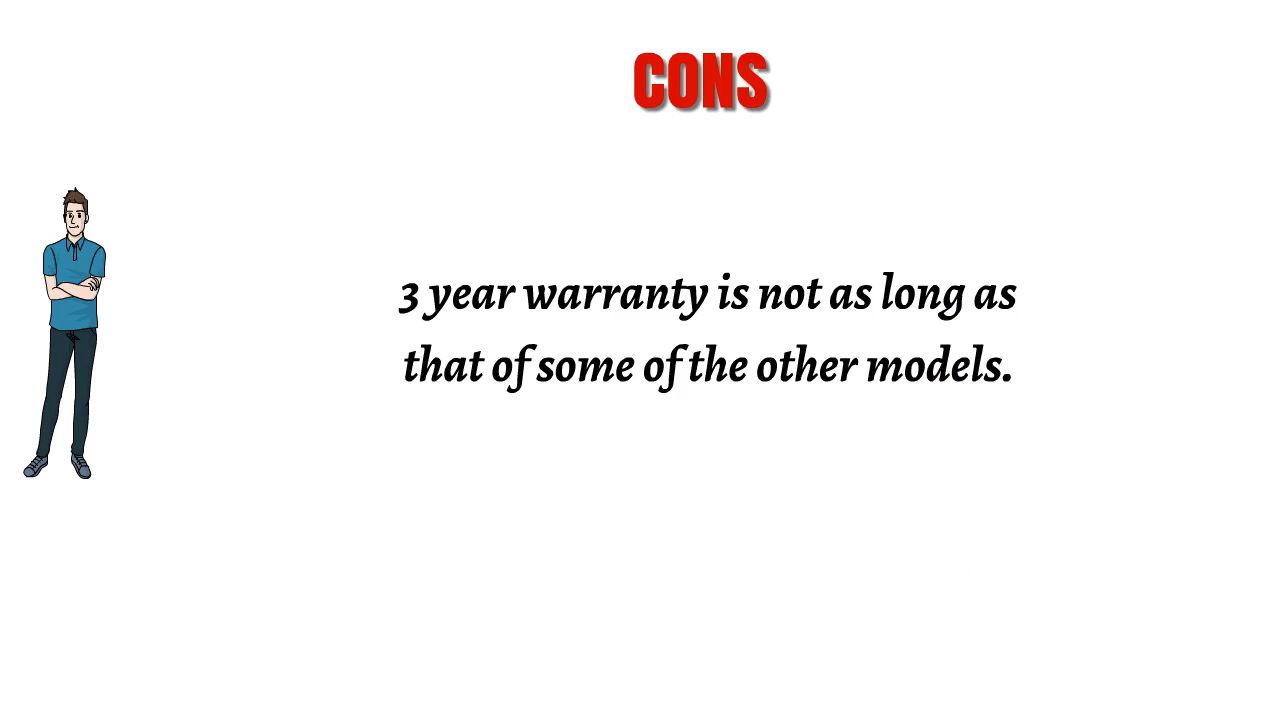 CONS
3 year warranty is not as long as
that of some of the other models.